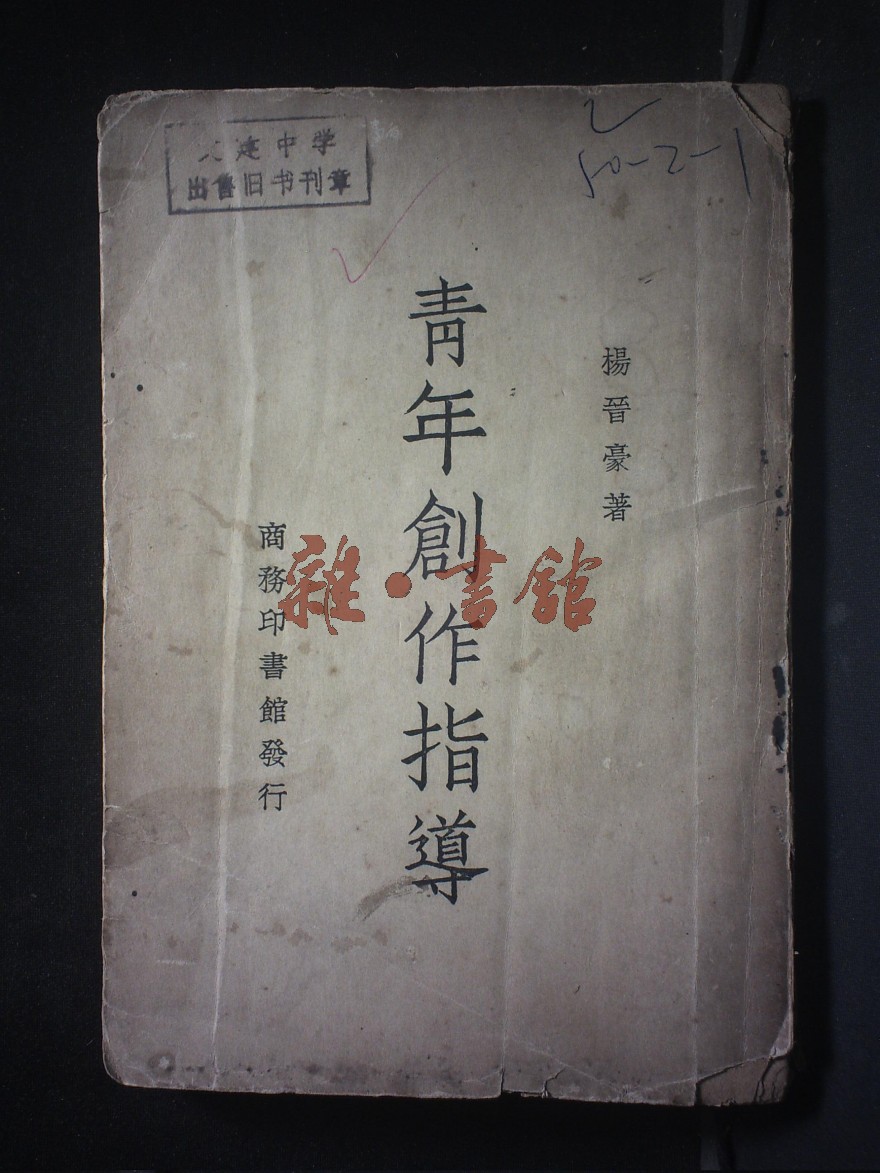 楊晉豪著
青年創作指導
商務印書館發行
建中学
出售旧书刊章
50-2-1
雜·書館